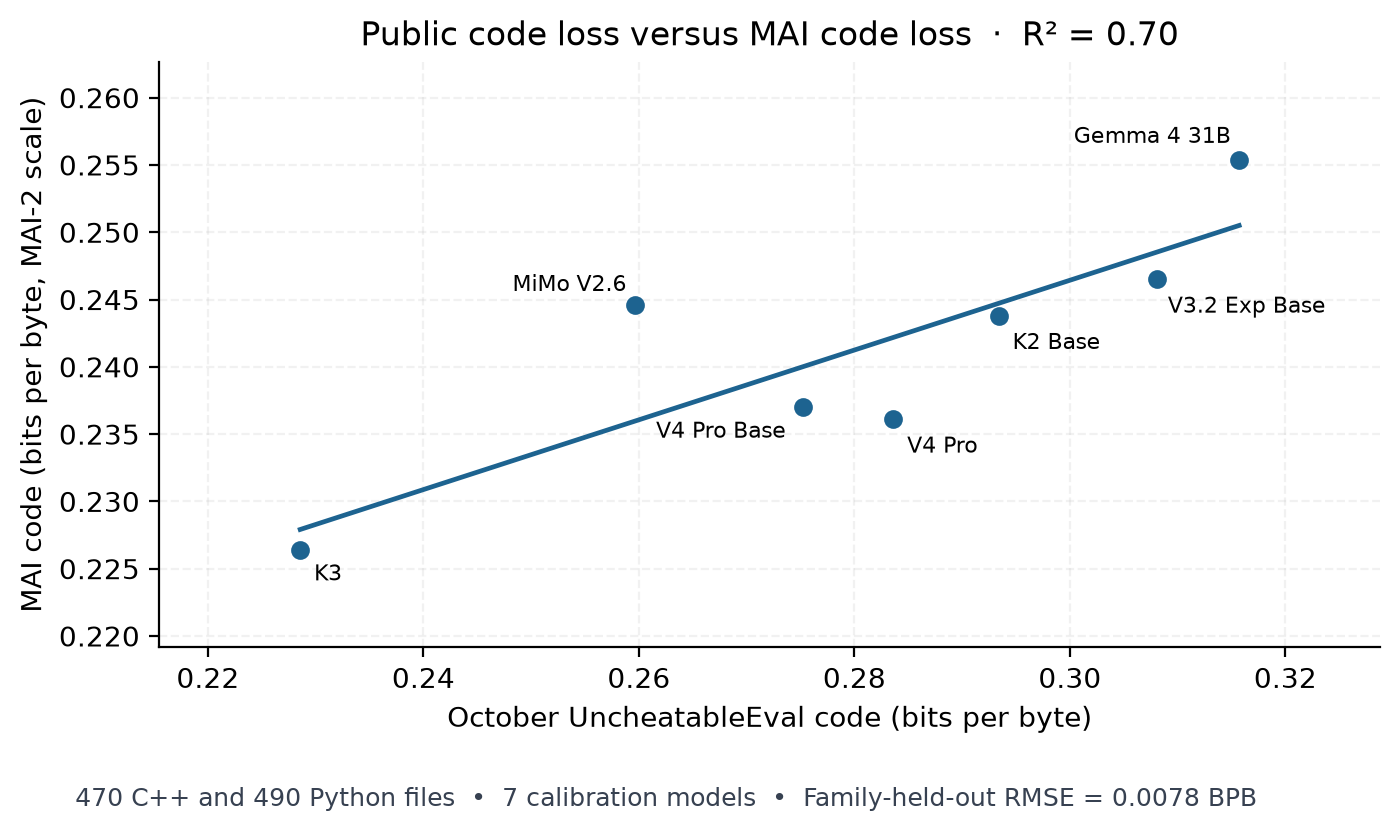 Public code loss versus MAI code loss · R² = 0.70
MAI code (bits per byte, MAI-2 scale)
0.260
0.255
0.250
0.245
0.240
0.235
0.230
0.225
0.220
Gemma 4 31B
MiMo V2.6
V3.2 Exp Base
K2 Base
V4 Pro Base
V4 Pro
K3
0.22 0.24 0.26 0.28 0.30 0.32
October UncheatableEval code (bits per byte)
470 C++ and 490 Python files • 7 calibration models • Family-held-out RMSE = 0.0078 BPB